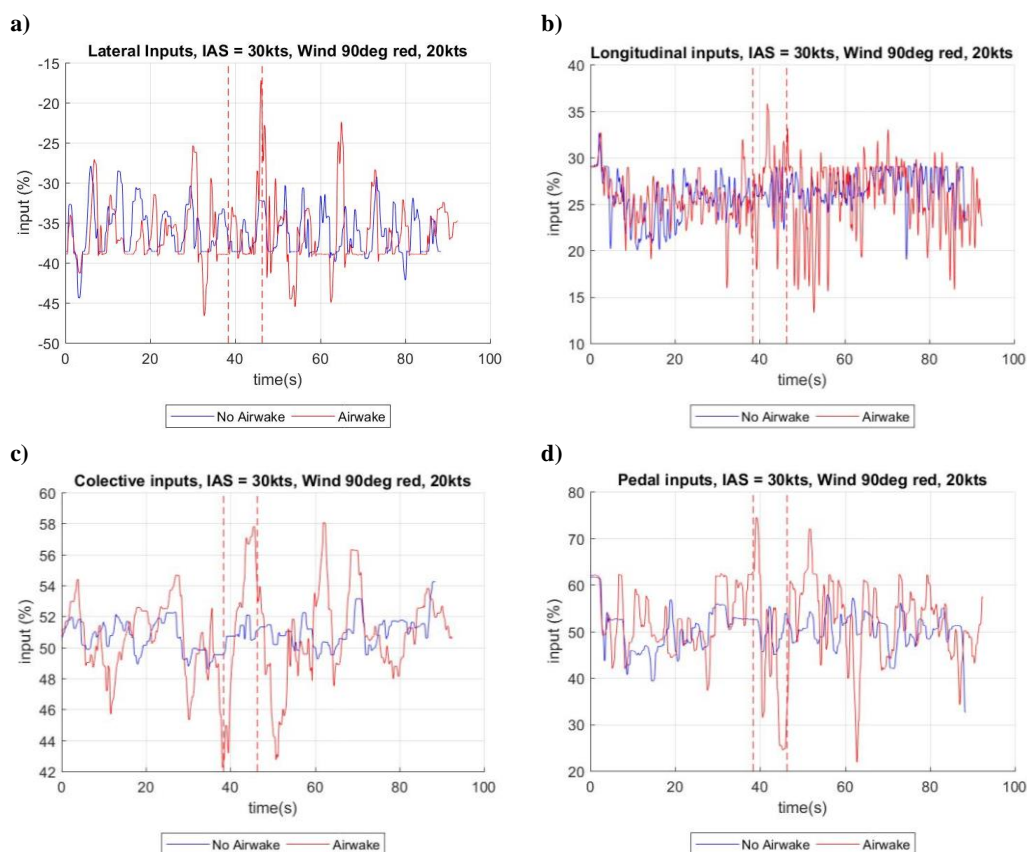 a)
Lateral Inputs, IAS = 30kts, Wind 90deg red, 20kts
-15
-20
-25
-30
-35
-40
-45
-50
input (%)
0 20 40 60 80 100
time(s)
No Airwake Airwake
b)
Longitudinal inputs, IAS = 30kts, Wind 90deg red, 20kts
40
35
30
25
20
15
10
input (%)
0 20 40 60 80 100
time(s)
No Airwake Airwake
c)
Colective inputs, IAS = 30kts, Wind 90deg red, 20kts
60
58
56
54
52
50
48
46
44
42
input (%)
0 20 40 60 80 100
time(s)
No Airwake Airwake
d)
Pedal inputs, IAS = 30kts, Wind 90deg red, 20kts
80
70
60
50
40
30
20
input (%)
0 20 40 60 80 100
time(s)
No Airwake Airwake